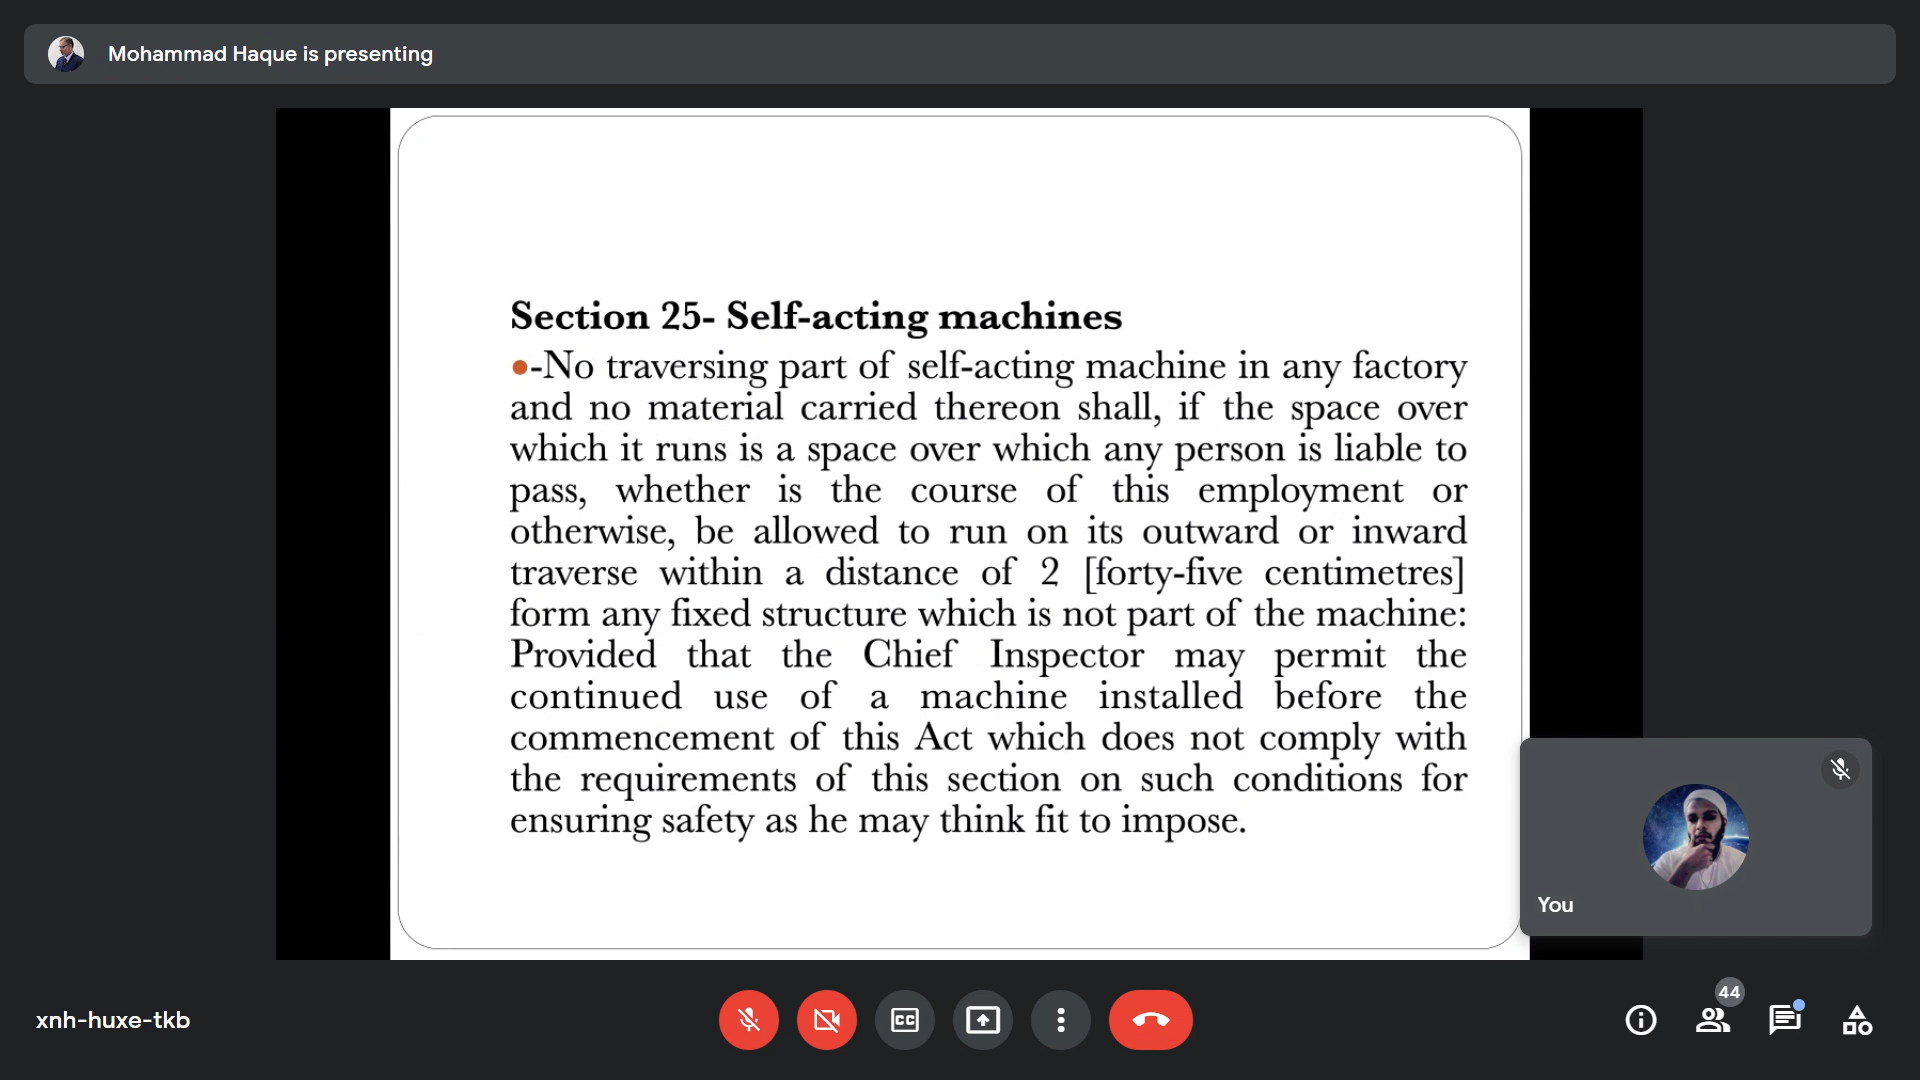 Mohammad Haque is presenting
Section 25- Self-acting machines
-No traversing part of self-acting machine in any factory
and no material carried thereon shall, if the space over
which it runs is a space over which any person is liable to
pass, whether is the course of this employment or
otherwise, be allowed to run on its outward or inward
traverse within a distance of 2 [forty-five centimetres]
form any fixed structure which is not part of the machine:
Provided that the Chief Inspector may permit the
continued use of a machine installed before the
commencement of this Act which does not comply with
the requirements of this section on such conditions for
ensuring safety as he may think fit to impose.
You
xnh-huxe-tkb
CC
44